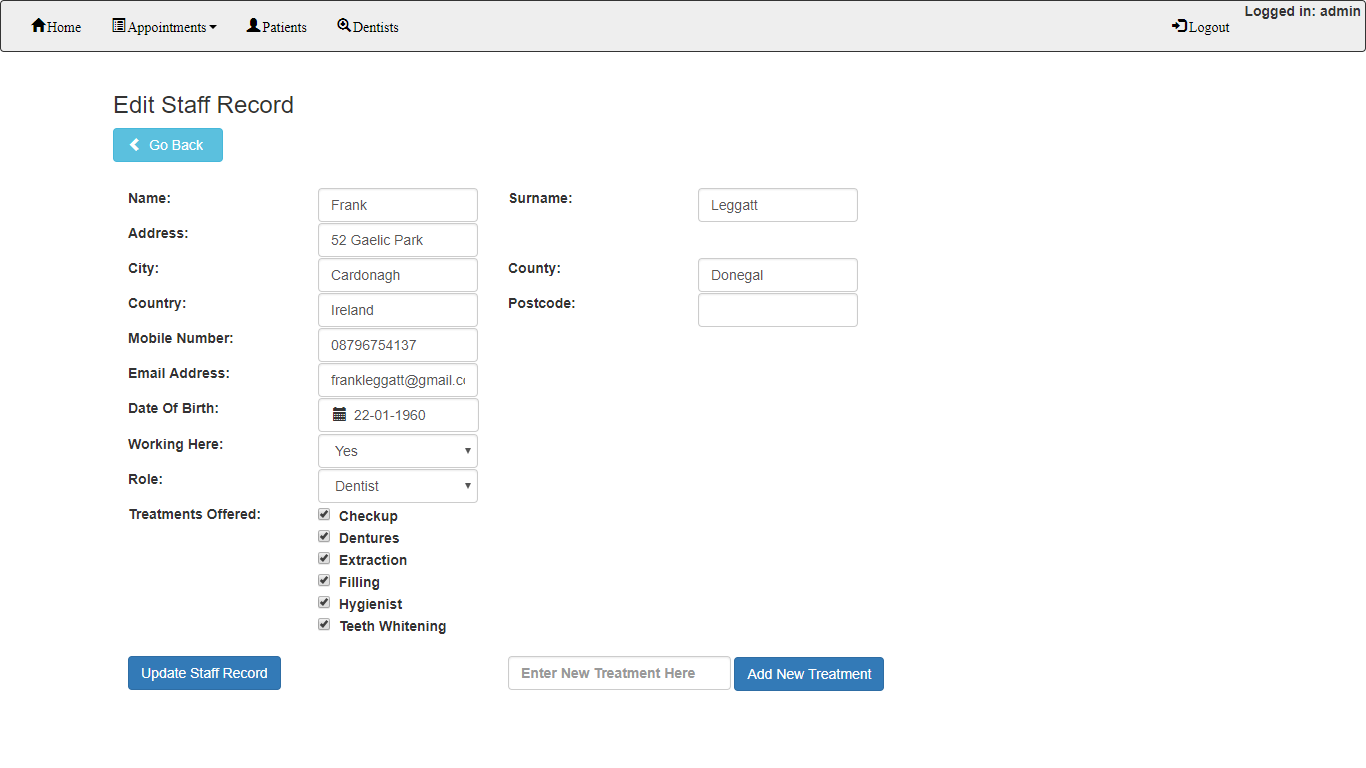 Logged in: admin
Home Appointments Patients Dentists Logout
Edit Staff Record
Go Back
Name: Frank Surname: Leggatt
Address: 52 Gaelic Park
City: Cardonagh County: Donegal
Country: Ireland Postcode:
Mobile Number: 08796754137
Email Address: frankleggatt@gmail.co
Date Of Birth: 22-01-1960
Working Here: Yes
Role: Dentist
Treatments Offered: Checkup
Dentures
Extraction
Filling
Hygienist
Teeth Whitening
Update Staff Record Enter New Treatment Here Add New Treatment